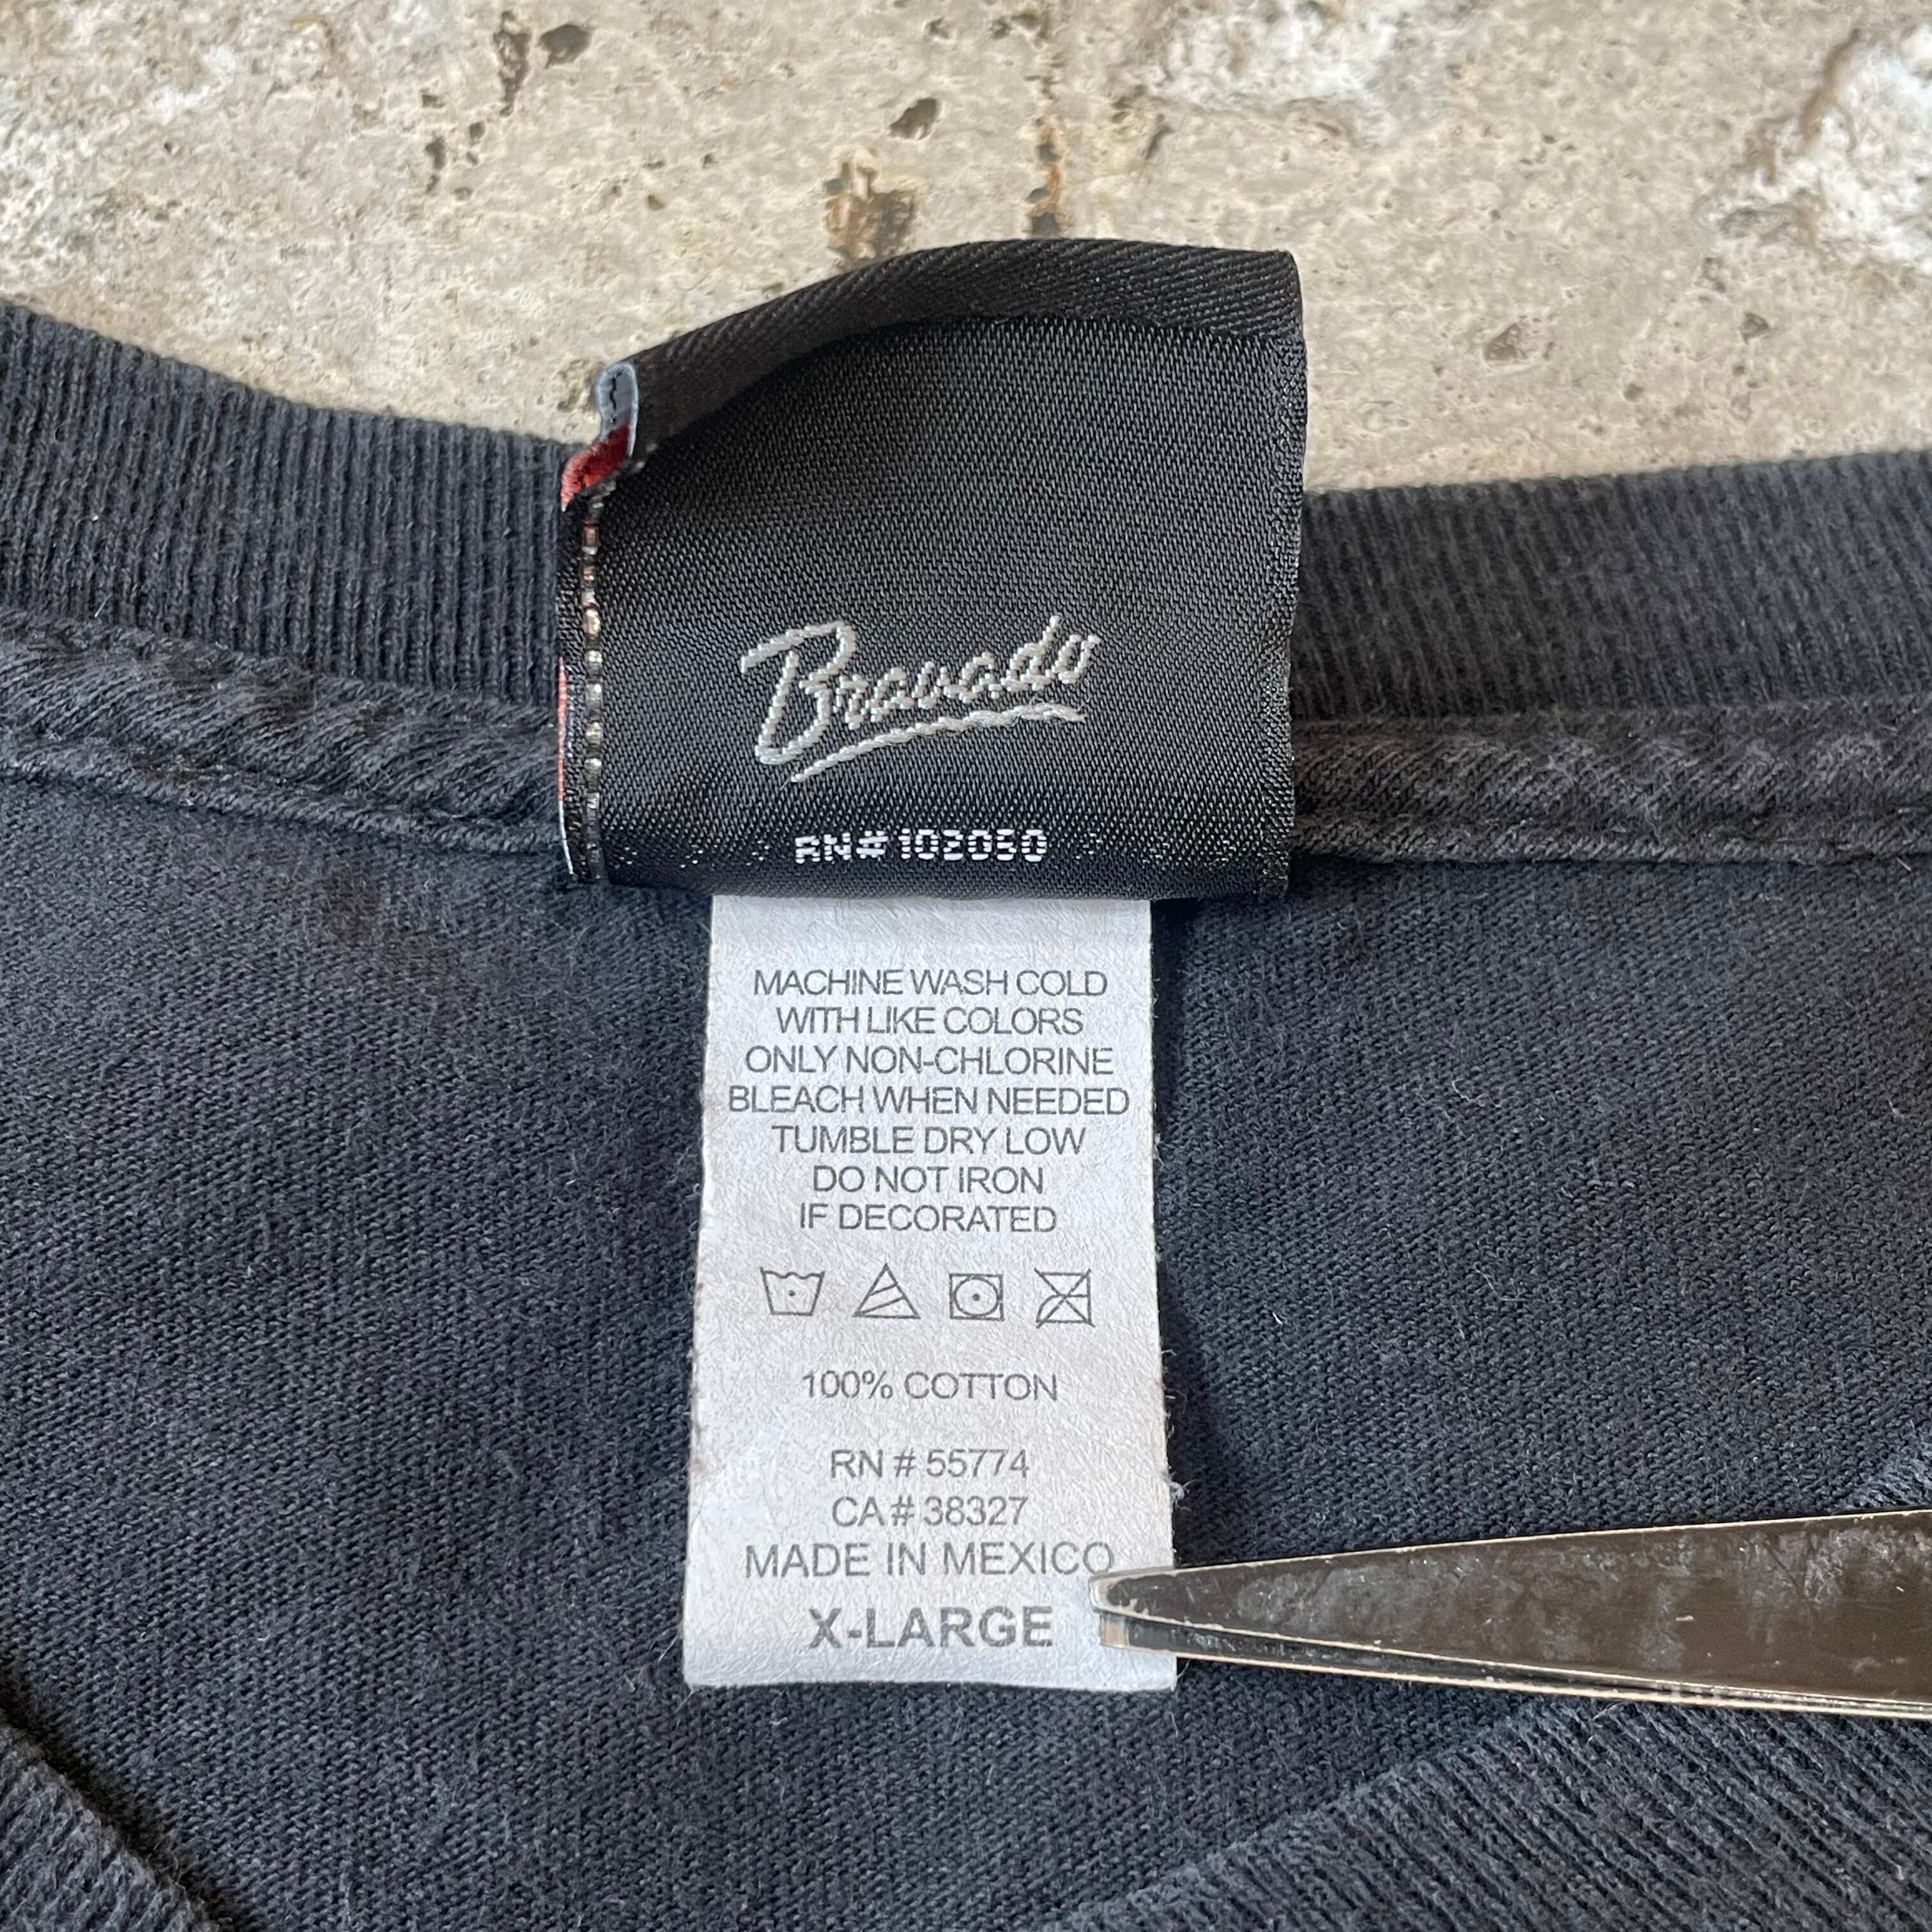 Bravado
RN# 102050
MACHINE WASH COLD
WITH LIKE COLORS
ONLY NON-CHLORINE
BLEACH WHEN NEEDED
TUMBLE DRY LOW
DO NOT IRON
IF DECORATED
100% COTTON
RN # 55774
CA# 38327
MADE IN MEXICO
X-LARGE